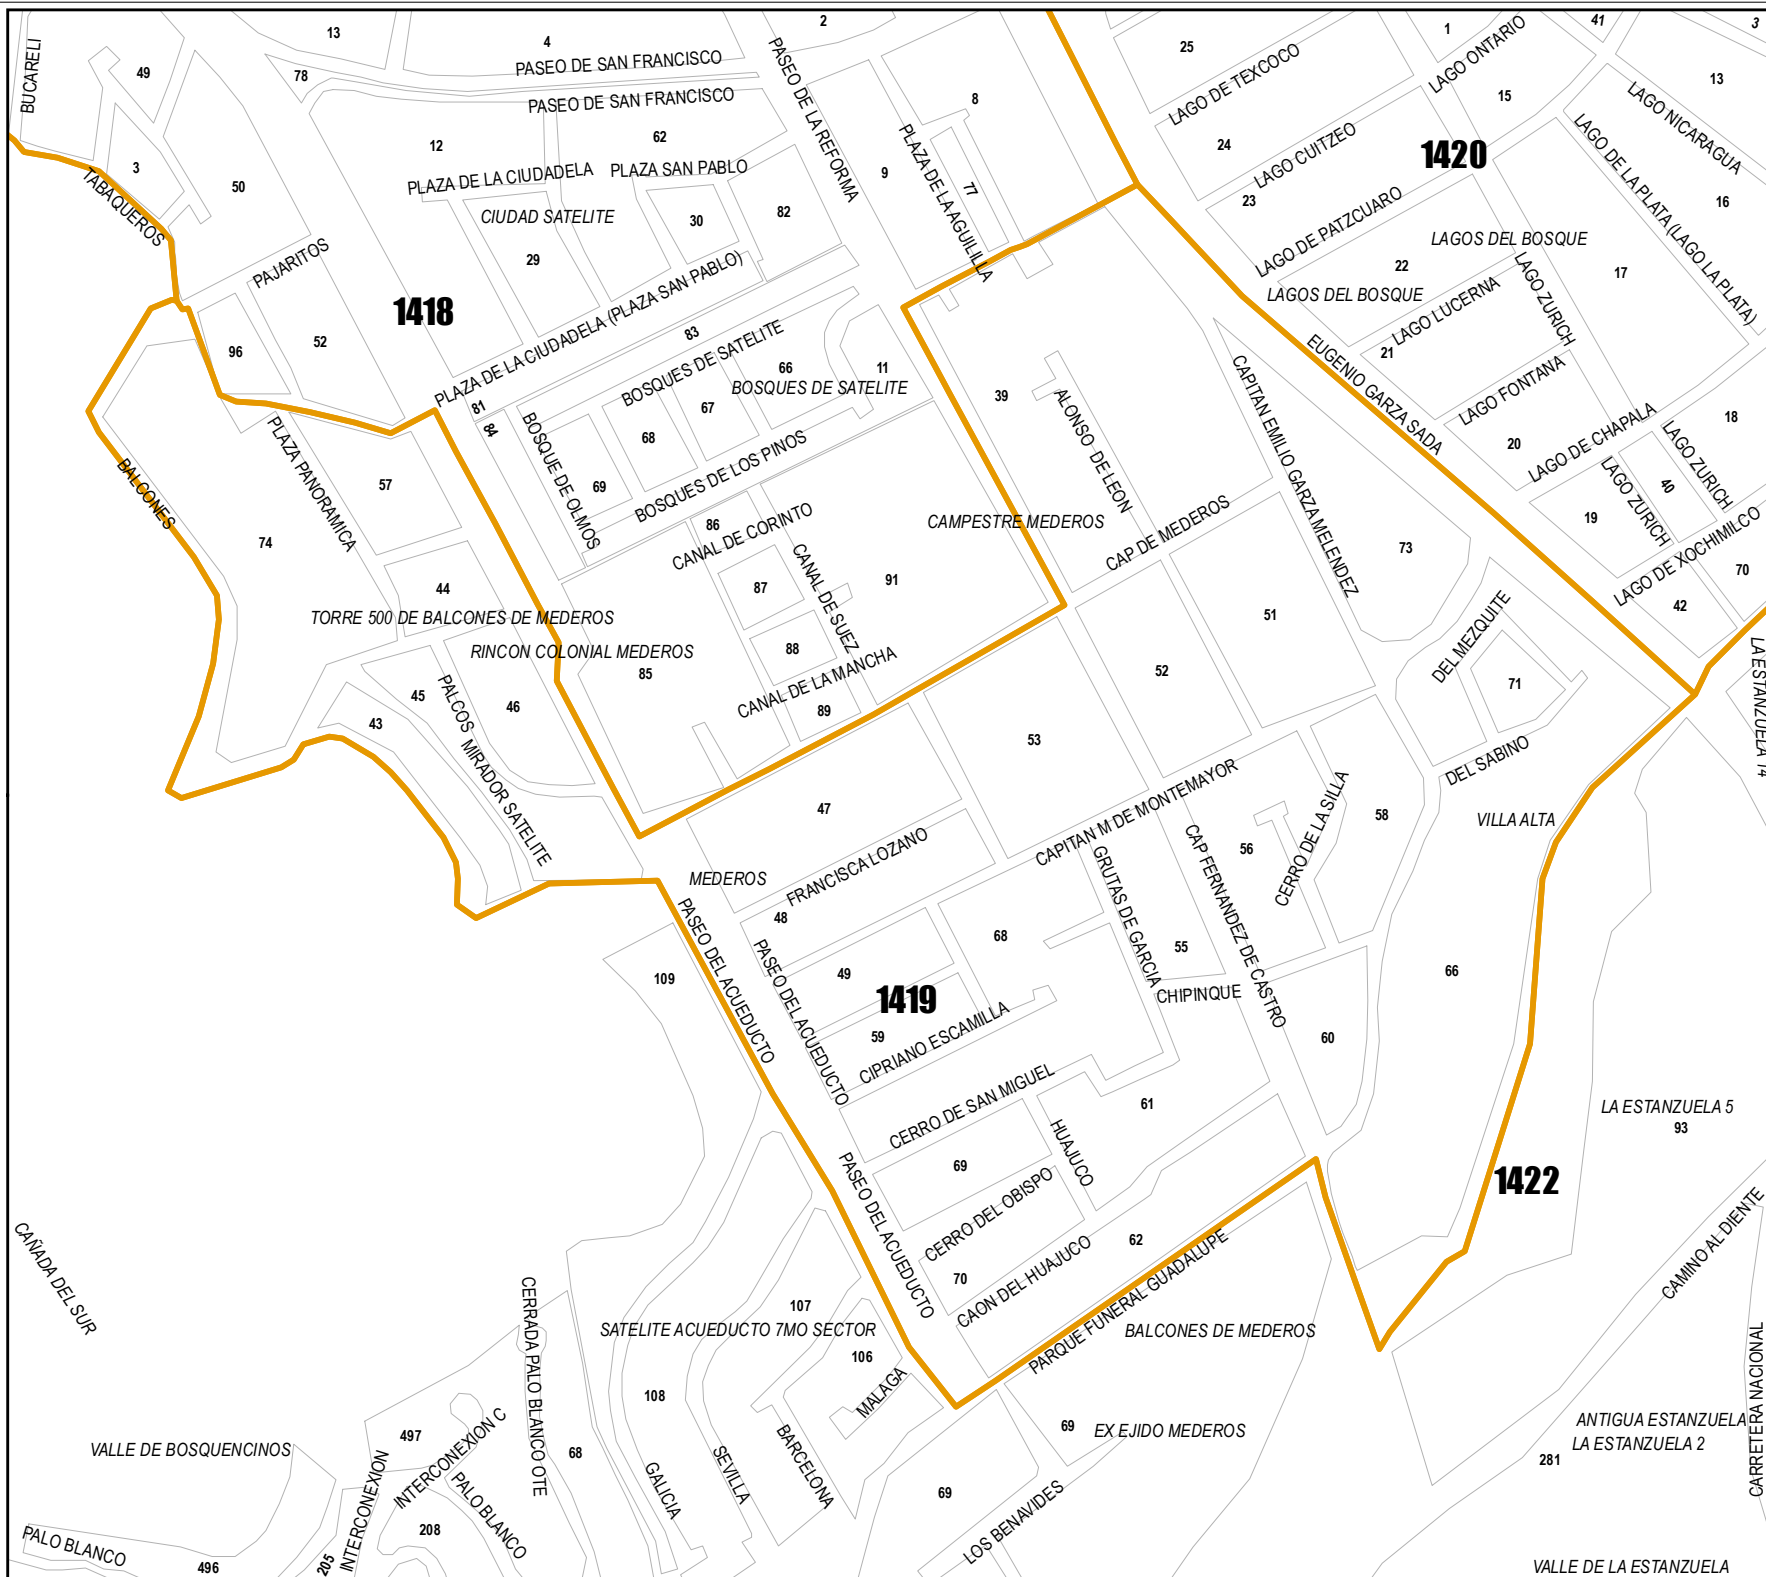 13
2
4
25
1
41
3
BUCARELI
49
78
PASEO DE SAN FRANCISCO
PASEO DE SAN FRANCISCO
PASEO DE LA REFORMA
8
LAGO DE TEXCOCO
LAGO ONTARIO
15
13
LAGO NICARAGUA
12
62
24
LAGO CUITZEO
1420
LAGO DE LA PLATA (LAGO LA PLATA)
3
TABAQUEROS
50
PLAZA DE LA CIUDADELA
PLAZA SAN PABLO
9
PLAZA DE LA AGUILILLA
77
23
LAGO DE PATZCUARO
16
CIUDAD SATELITE
30
82
LAGOS DEL BOSQUE
PAJARITOS
29
22
17
LAGOS DEL BOSQUE
LAGO ZURICH
1418
PLAZA DE LA CIUDADELA (PLAZA SAN PABLO)
83
LAGO LUCERNA
96
52
BOSQUES DE SATELITE
66
11
BOSQUES DE SATELITE
21
EUGENIO GARZA SADA
CAPITAN EMILIO GARZA MELENDEZ
39
ALONSO DE LEON
LAGO FONTANA
81
84
67
68
BOSQUE DE OLMOS
BOSQUES DE LOS PINOS
69
18
LAGO DE CHAPALA
20
LAGO ZURICH
PLAZA PANORAMICA
57
BALCONES
40
LAGO ZURICH
19
74
86
CANAL DE CORINTO
CAMPESTRE MEDEROS
CAP DE MEDEROS
73
LAGO DE XOCHIMILCO
70
44
87
CANAL DE SUEZ
91
42
TORRE 500 DE BALCONES DE MEDEROS
51
DEL MEZQUITE
RINCON COLONIAL MEDEROS
88
85
CANAL DE LA MANCHA
52
71
LA ESTANZUELA 14
45
PALCOS MIRADOR SATELITE
46
43
89
53
DEL SABINO
47
CAPITAN M DE MONTEMAYOR
CERRO DE LA SILLA
58
VILLA ALTA
FRANCISCA LOZANO
GRUTAS DE GARCIA
CAP FERNANDEZ DE CASTRO
56
MEDEROS
48
68
55
PASEO DEL ACUEDUCTO
PASEO DEL ACUEDUCTO
109
49
66
1419
CHIPINQUE
59
CIPRIANO ESCAMILLA
60
CERRO DE SAN MIGUEL
61
LA ESTANZUELA 5
93
HUAJUCO
69
PASEO DEL ACUEDUCTO
1422
CERRO DEL OBISPO
CAMINO AL DIENTE
CAÑADA DEL SUR
62
CAON DEL HUAJUCO
PARQUE FUNERAL GUADALUPE
70
CERRADA PALO BLANCO OTE
107
SATELITE ACUEDUCTO 7MO SECTOR
BALCONES DE MEDEROS
106
CARRETERA NACIONAL
108
MALAGA
ANTIGUA ESTANZUELA
69
EX EJIDO MEDEROS
LA ESTANZUELA 2
497
INTERCONEXION C
VALLE DE BOSQUENCINOS
68
281
INTERCONEXION
PALO BLANCO
GALICIA
SEVILLA
BARCELONA
69
LOS BENAVIDES
208
PALO BLANCO
496
205
VALLE DE LA ESTANZUELA